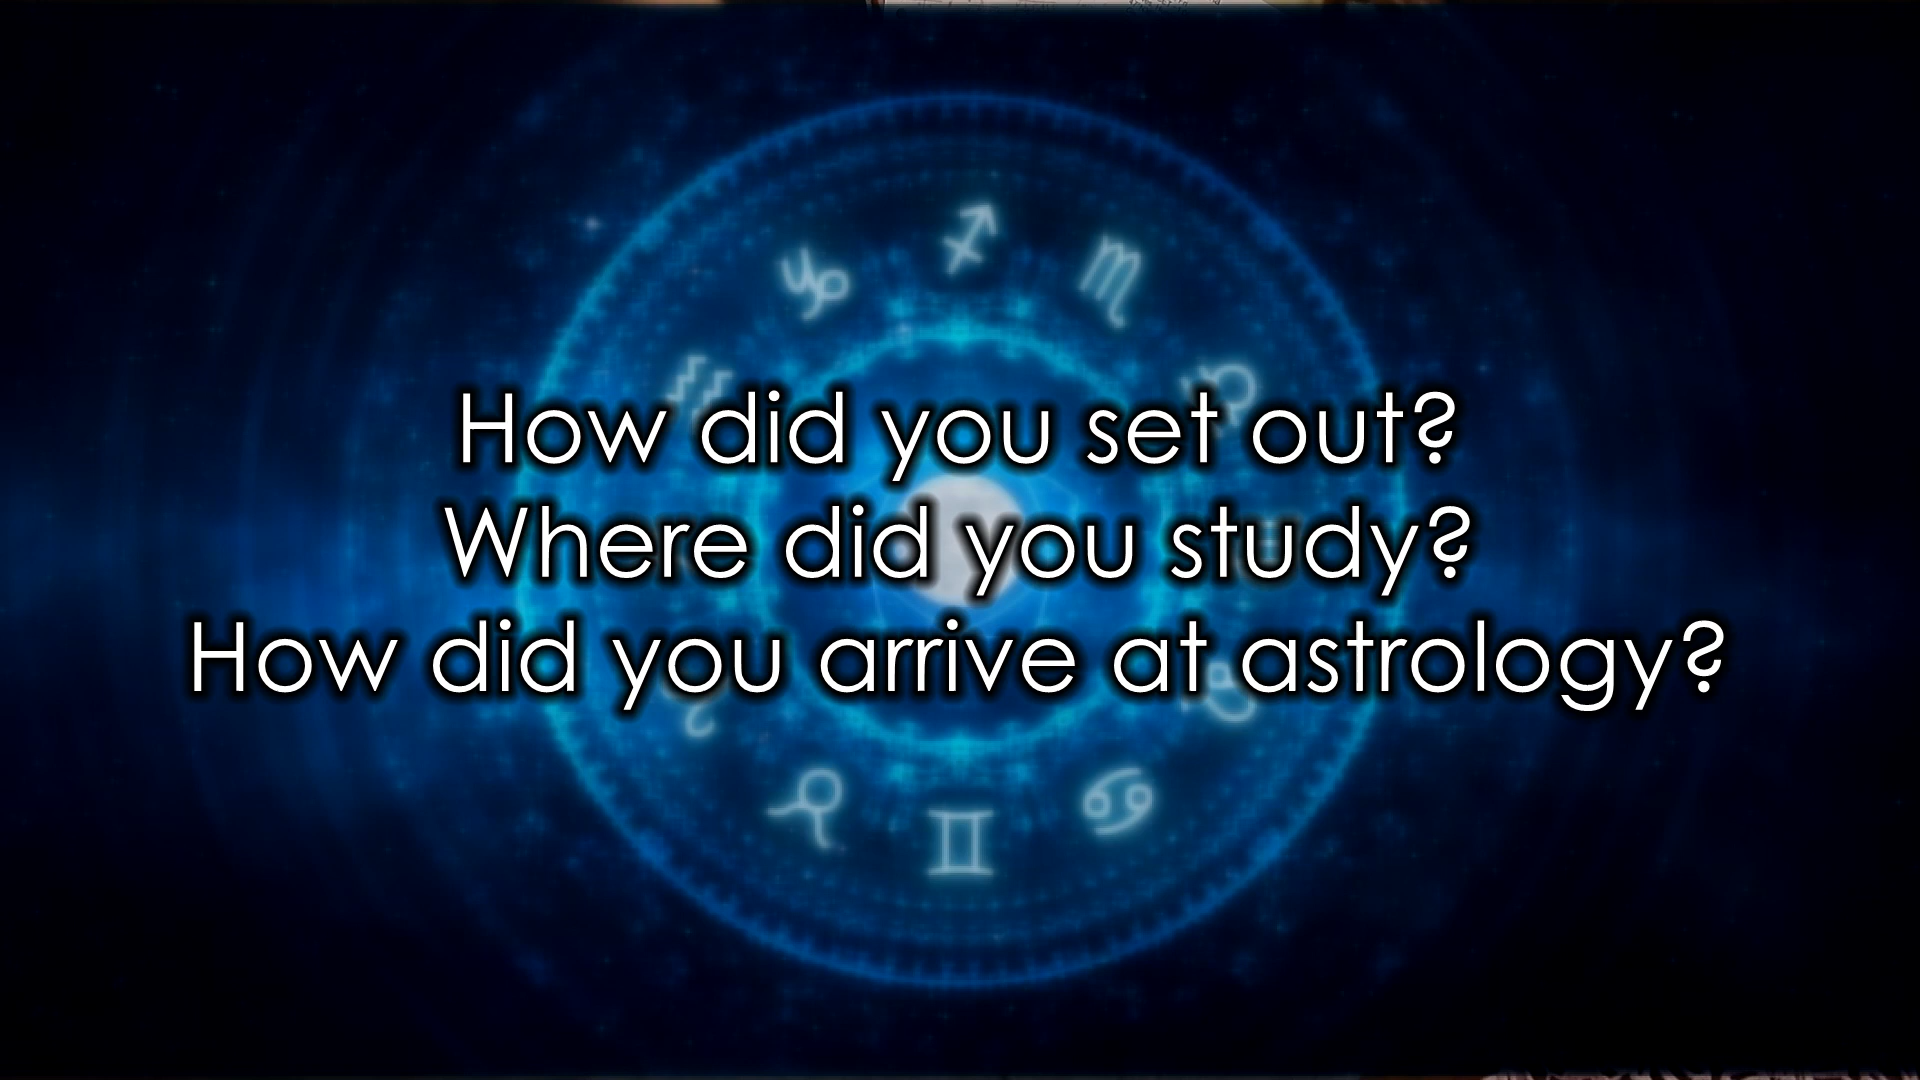 How did you set out?
Where did you study?
How did you arrive at astrology?